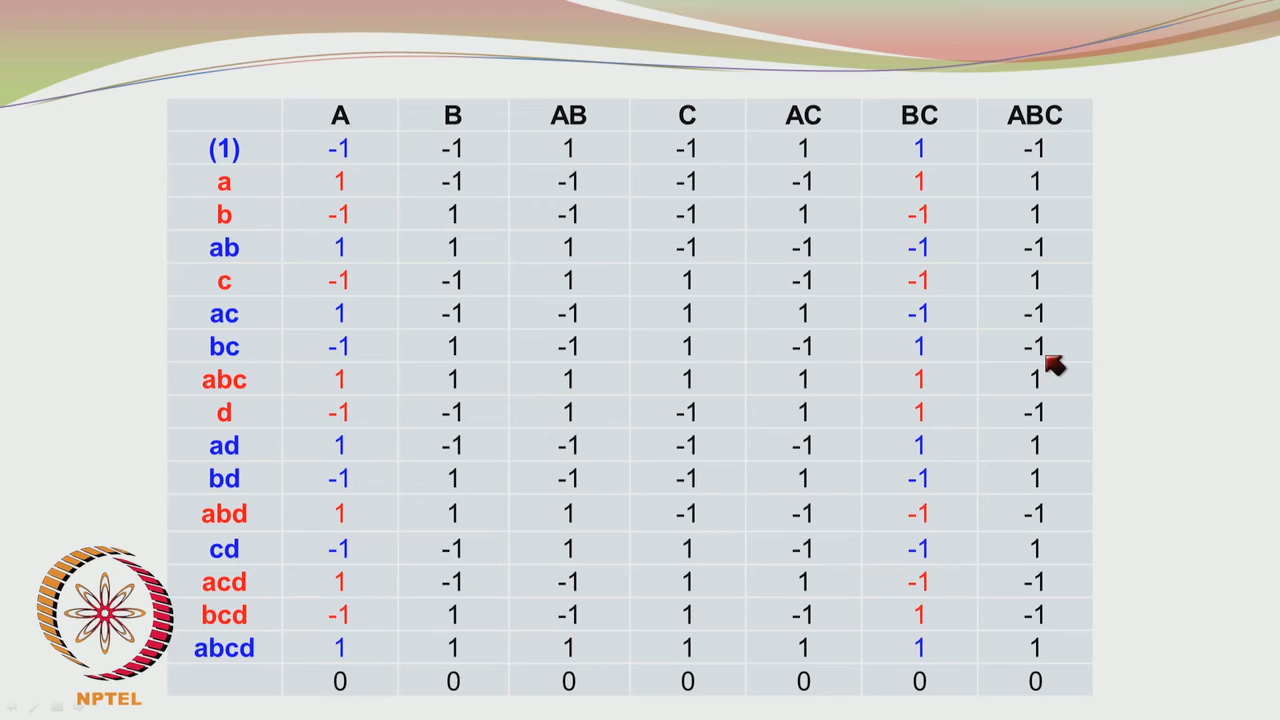 A B AB C AC BC ABC
(1) -1 -1 1 -1 1 1 -1
a 1 -1 -1 -1 -1 1 1
b -1 1 -1 -1 1 -1 1
ab 1 1 1 -1 -1 -1 -1
c -1 -1 1 1 -1 -1 1
ac 1 -1 -1 1 1 -1 -1
bc -1 1 -1 1 -1 1 -1
abc 1 1 1 1 1 1 1
d -1 -1 1 -1 1 1 -1
ad 1 -1 -1 -1 -1 1 1
bd -1 1 -1 -1 1 -1 1
abd 1 1 1 -1 -1 -1 -1
cd -1 -1 1 1 -1 -1 1
acd 1 -1 -1 1 1 -1 -1
bcd -1 1 -1 1 -1 1 -1
abcd 1 1 1 1 1 1 1
0 0 0 0 0 0 0
NPTEL